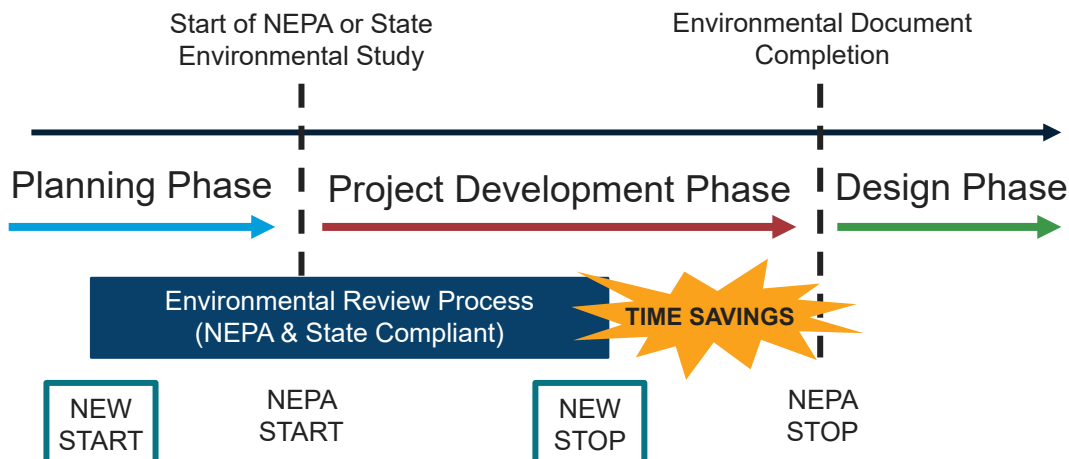 Start of NEPA or State
Environmental Study
Environmental Document
Completion
Planning Phase
Project Development Phase
Design Phase
Environmental Review Process
(NEPA & State Compliant)
TIME SAVINGS
NEW
START
NEPA
START
NEW
STOP
NEPA
STOP